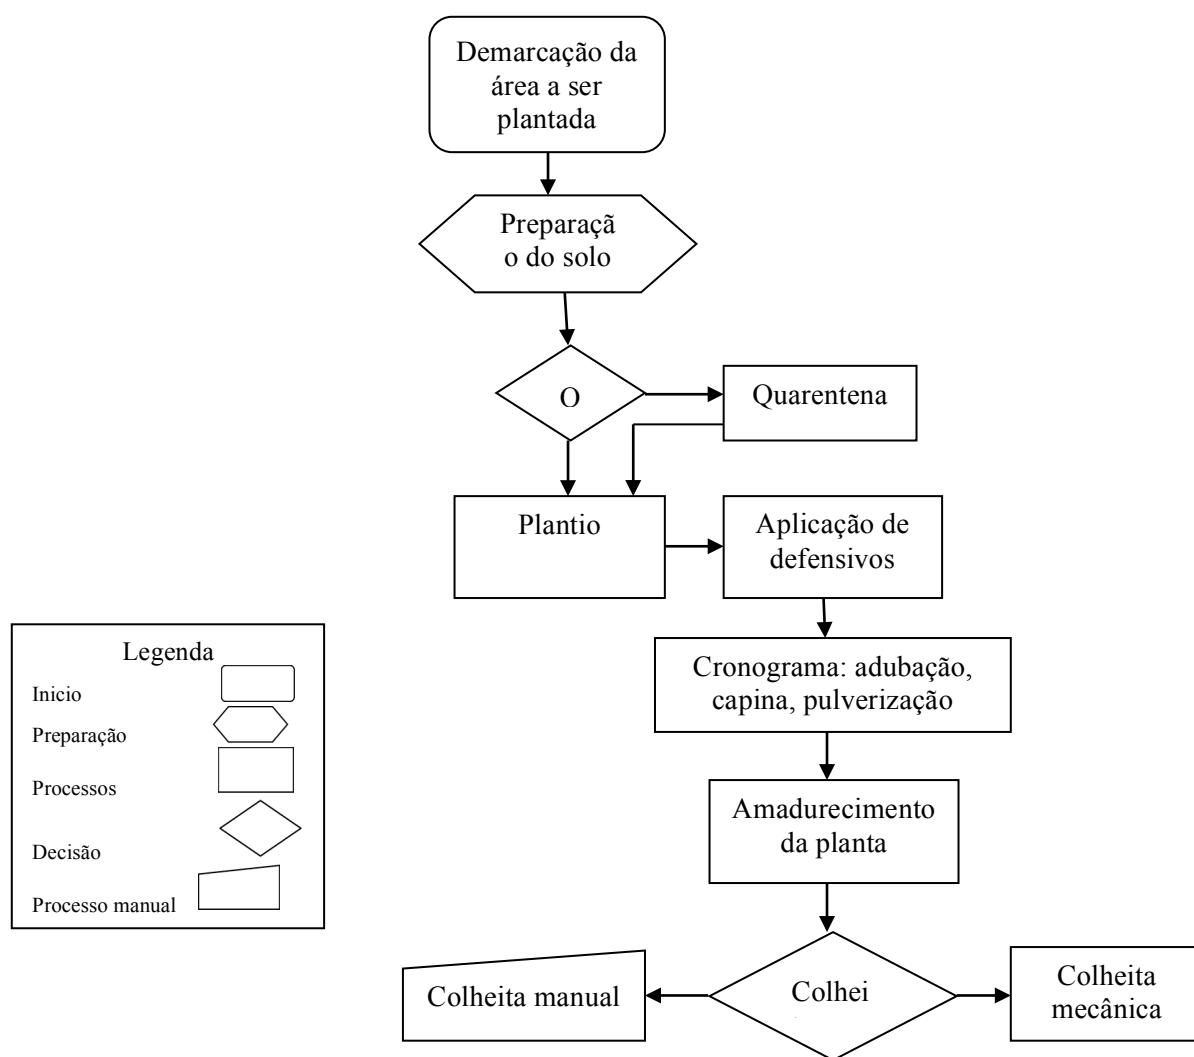 Demarcação da
área a ser
plantada
Preparaçã
o do solo
O
Quarentena
Plantio
Aplicação de
defensivos
Cronograma: adubação,
capina, pulverização
Amadurecimento
da planta
Colhei
Colheita manual
Colheita
mecânica
Legenda
Inicio
Preparação
Processos
Decisão
Processo manual